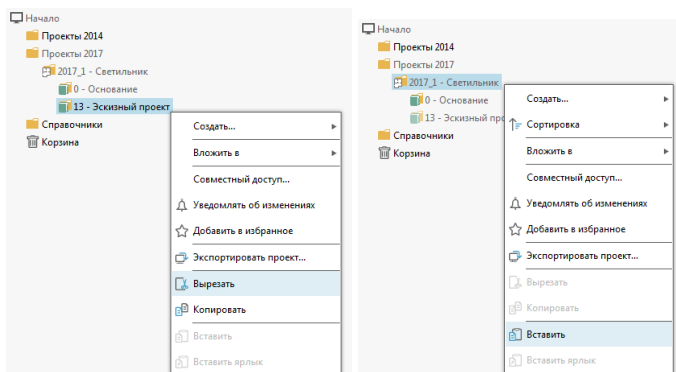 Начало
Проекты 2014
Проекты 2017
2017_1 - Светильник
0 - Основание
13 - Эскизный проект
Справочники
Корзина
Создать...
Вложить в
Совместный доступ...
Уведомлять об изменениях
Добавить в избранное
Экспортировать проект...
Вырезать
Копировать
Вставить
Вставить ярлык
Начало
Проекты 2014
Проекты 2017
2017_1 - Светильник
0 - Основание
13 - Эскизный про
Справочники
Корзина
Создать...
Сортировка
Вложить в
Совместный доступ...
Уведомлять об изменениях
Добавить в избранное
Экспортировать проект...
Вырезать
Копировать
Вставить
Вставить ярлык